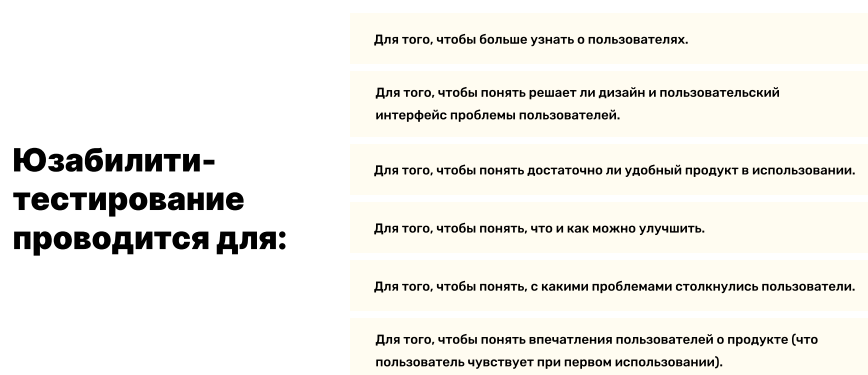 Юзабилити-
тестирование
проводится для:
Для того, чтобы больше узнать о пользователях.
Для того, чтобы понять решает ли дизайн и пользовательский
интерфейс проблемы пользователей.
Для того, чтобы понять достаточно ли удобный продукт в использовании.
Для того, чтобы понять, что и как можно улучшить.
Для того, чтобы понять, с какими проблемами столкнулись пользователи.
Для того, чтобы понять впечатления пользователей о продукте (что
пользователь чувствует при первом использовании).